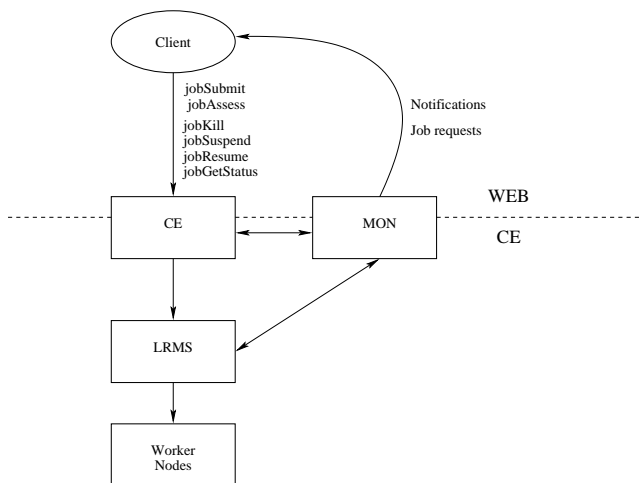 Client
jobSubmit
jobAssess
jobKill
jobSuspend
jobResume
jobGetStatus
Notifications
Job requests
WEB
CE
MON
CE
LRMS
Worker
Nodes